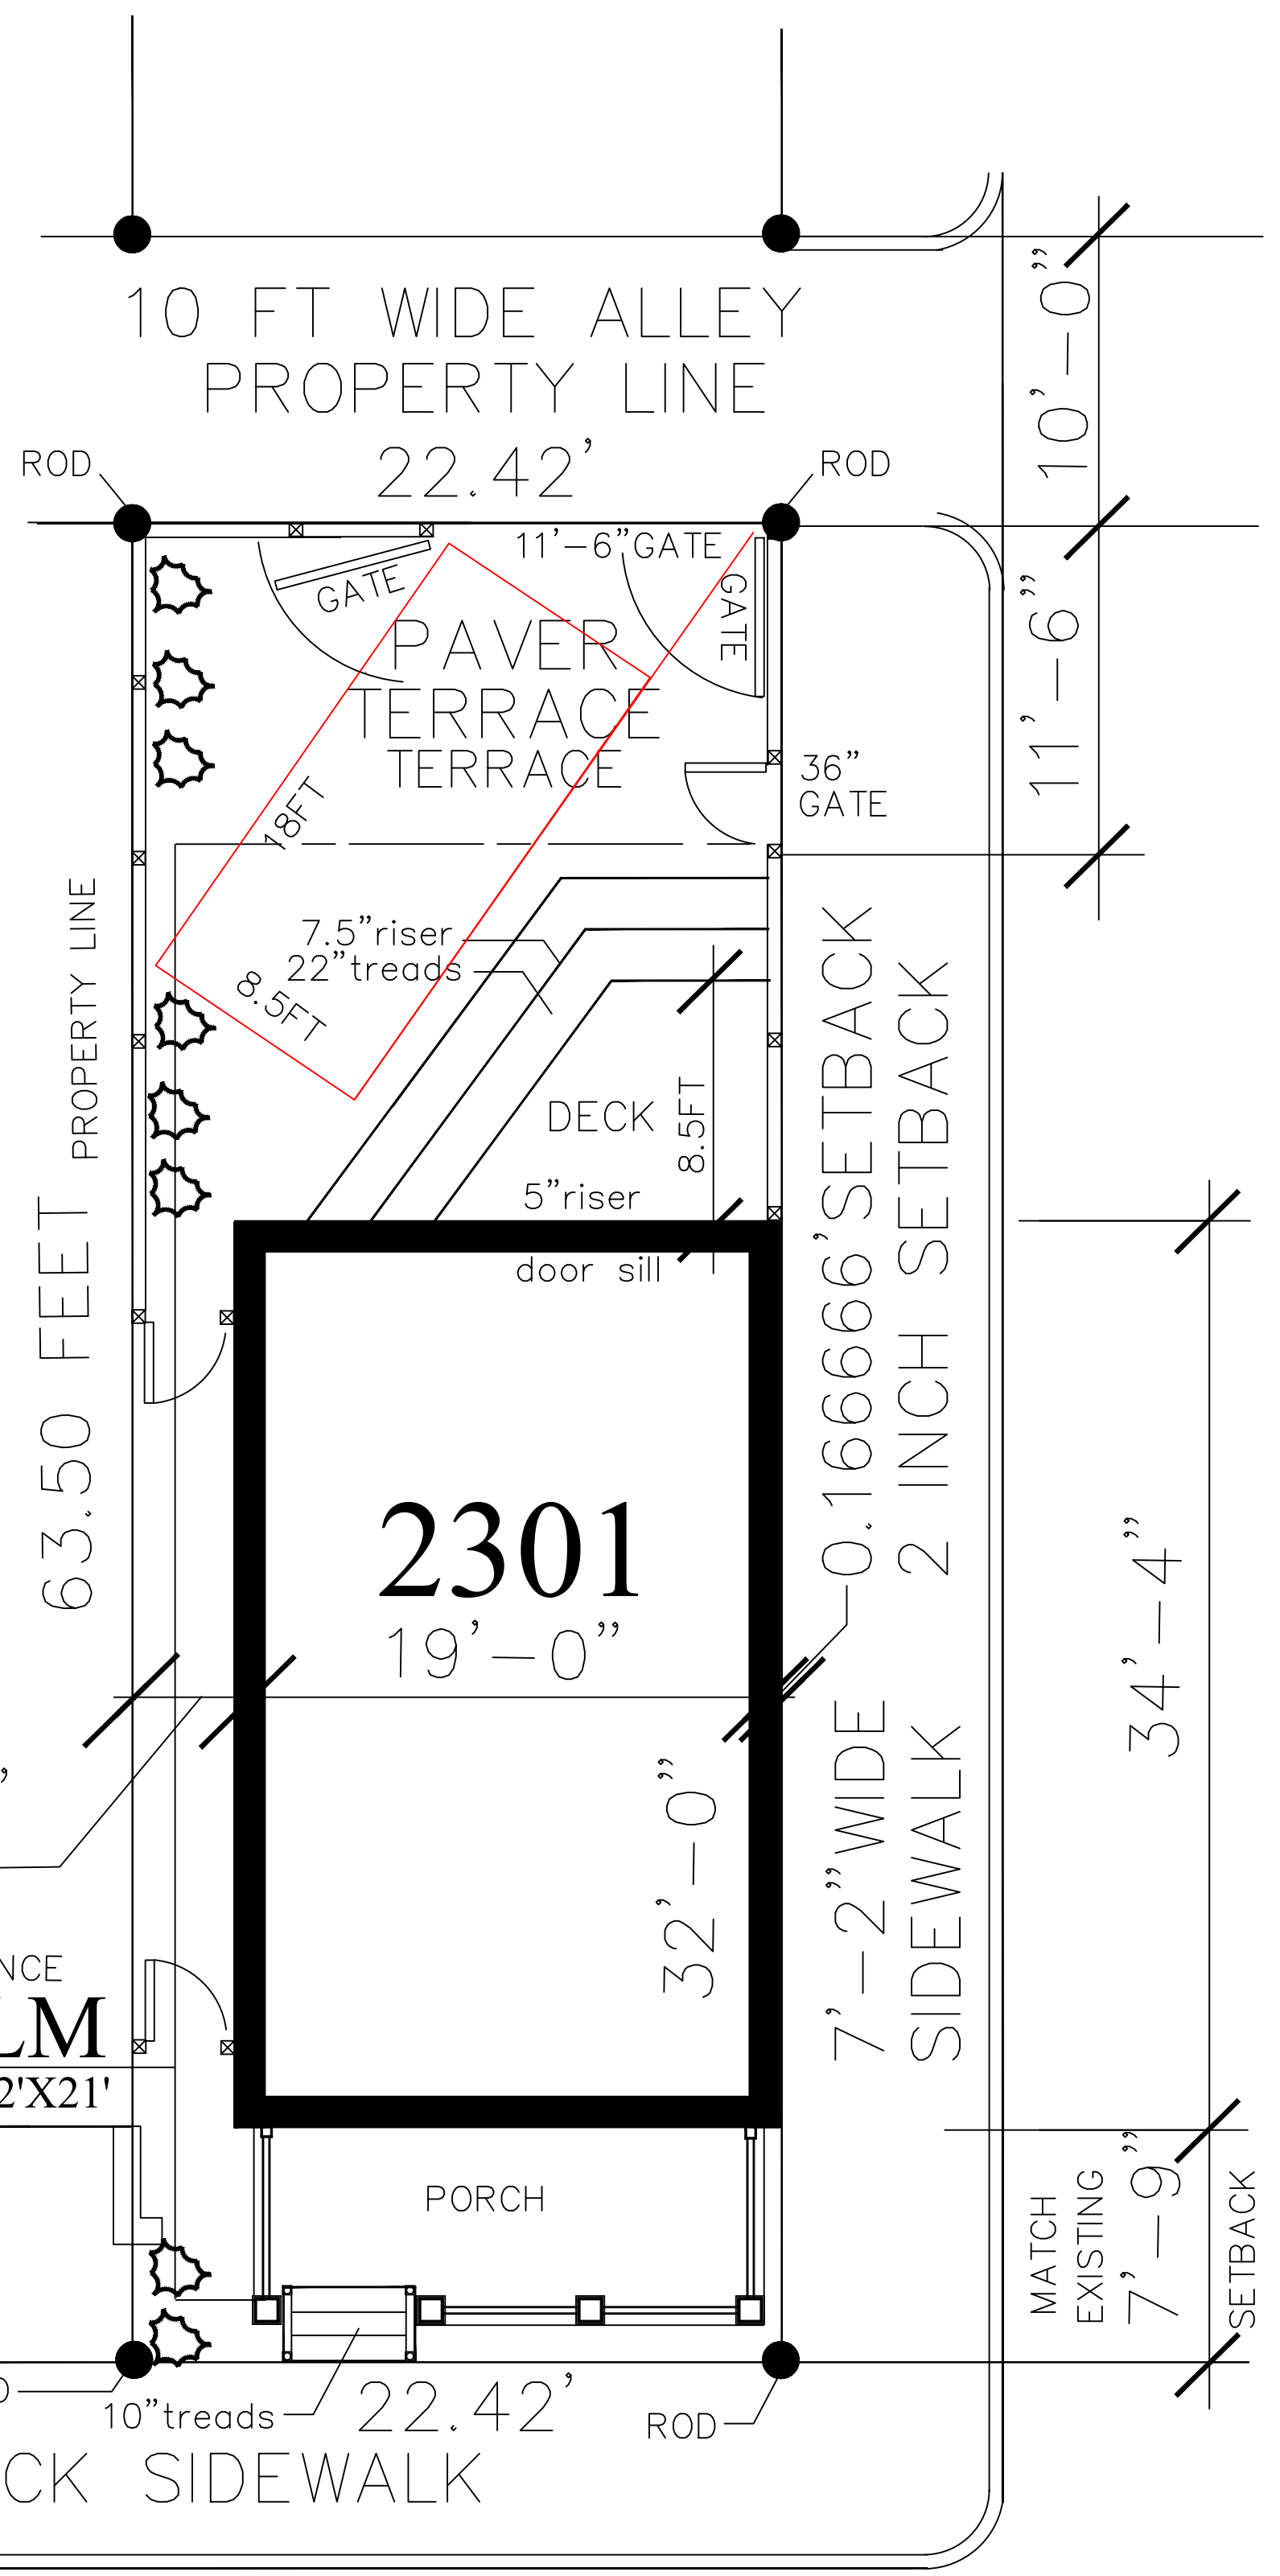 10 FT WIDE ALLEY
PROPERTY LINE
22.42'
ROD
ROD
10'-0"
11'-6"GATE
GATE
GATE
PAVER
TERRACE
TERRACE
11'-6"
36"
GATE
18FT
8.5FT
7.5"riser
22"treads
PROPERTY LINE
63.50 FEET
DECK
8.5FT
5"riser
door sill
0.166666'SETBACK
2 INCH SETBACK
2301
19'-0"
32'-0"
34'-4"
7'-2"WIDE
SIDEWALK
NCE
LM
2'X21'
PORCH
MATCH
EXISTING
7'-9"
SETBACK
10"treads
22.42'
ROD
CK SIDEWALK